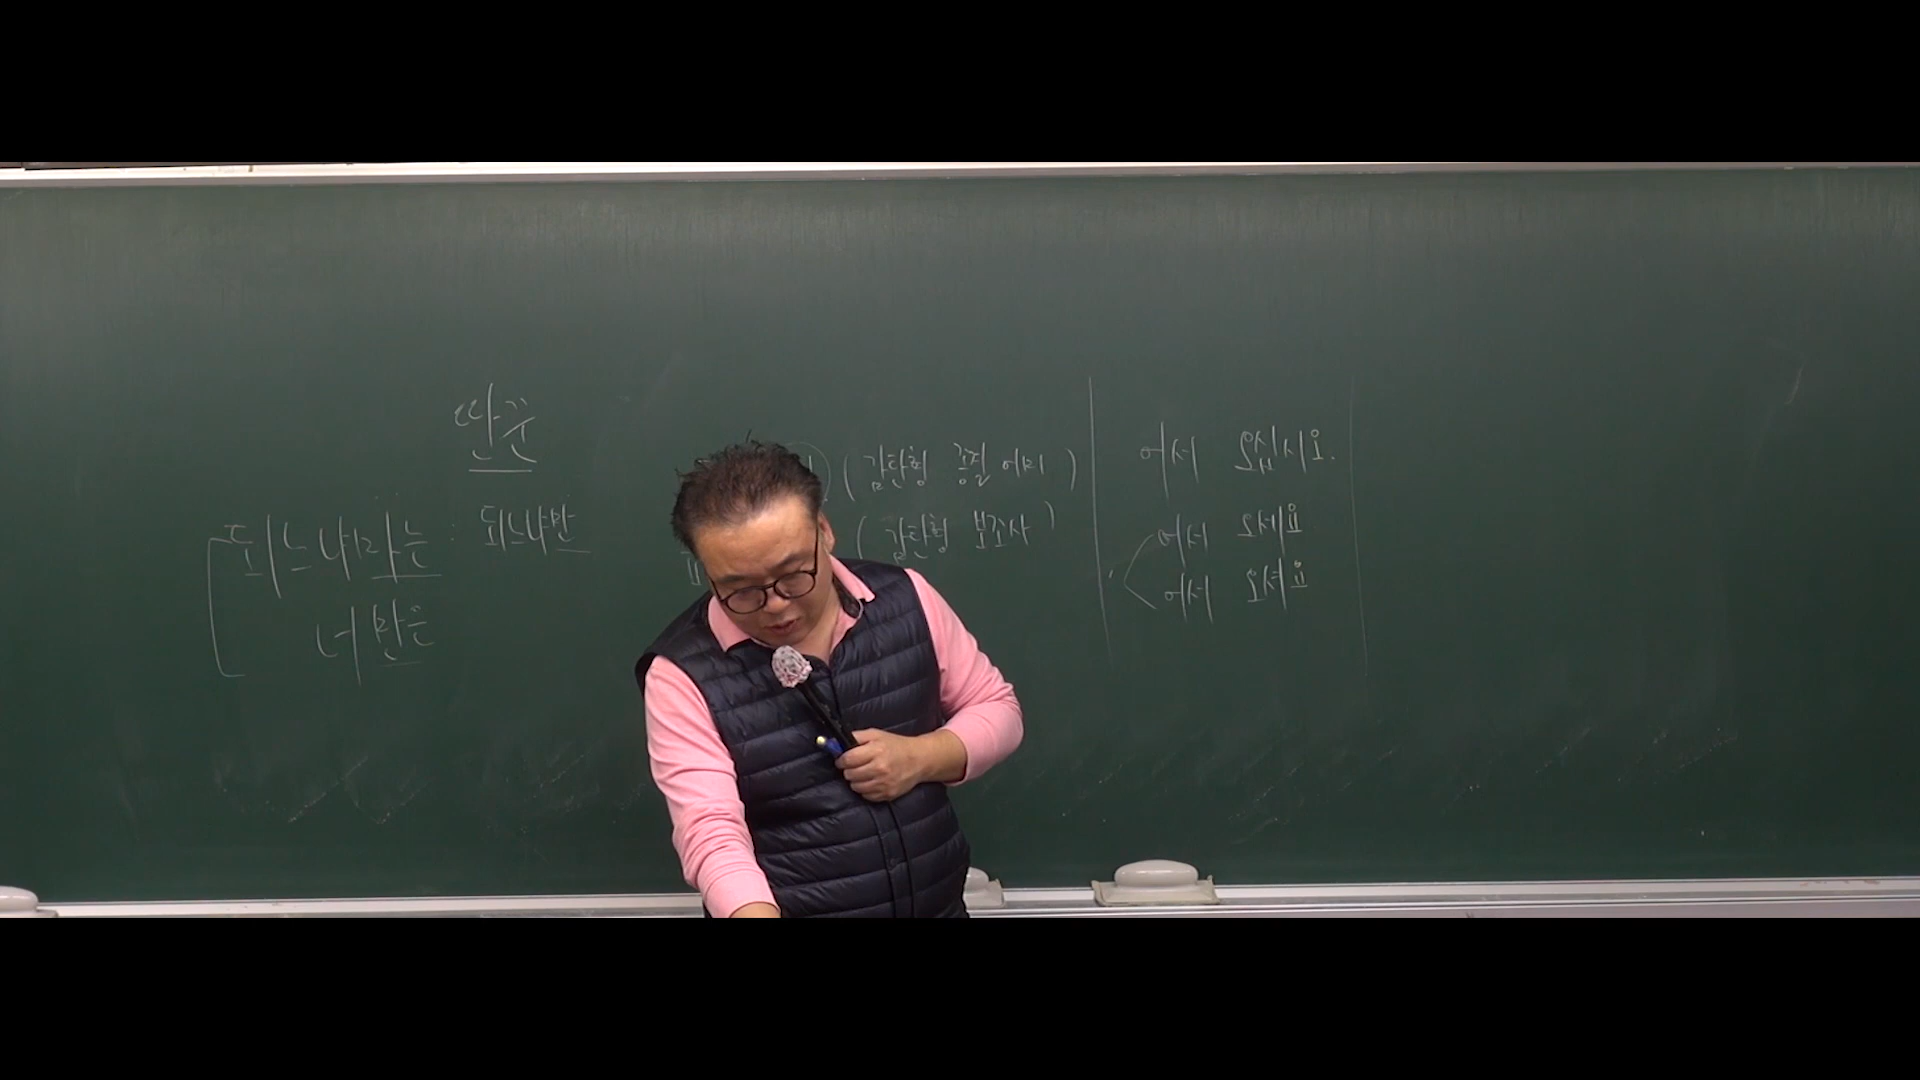 딴죽
되느냐라는 : 되느냐만
너만은
( 감탄형 종결 어미 )
( 감탄형 보조사 )
어서 오십시오.
어서 오세요
어서 오셔요